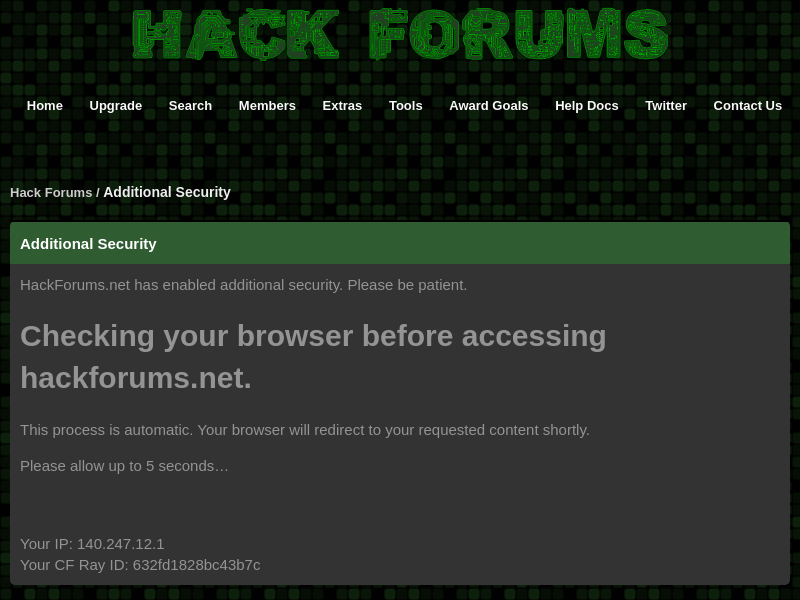 HACK FORUMS
Home Upgrade Search Members Extras Tools Award Goals Help Docs Twitter Contact Us
Hack Forums / Additional Security
Additional Security
HackForums.net has enabled additional security. Please be patient.
Checking your browser before accessing
hackforums.net.
This process is automatic. Your browser will redirect to your requested content shortly.
Please allow up to 5 seconds…
Your IP: 140.247.12.1
Your CF Ray ID: 632fd1828bc43b7c